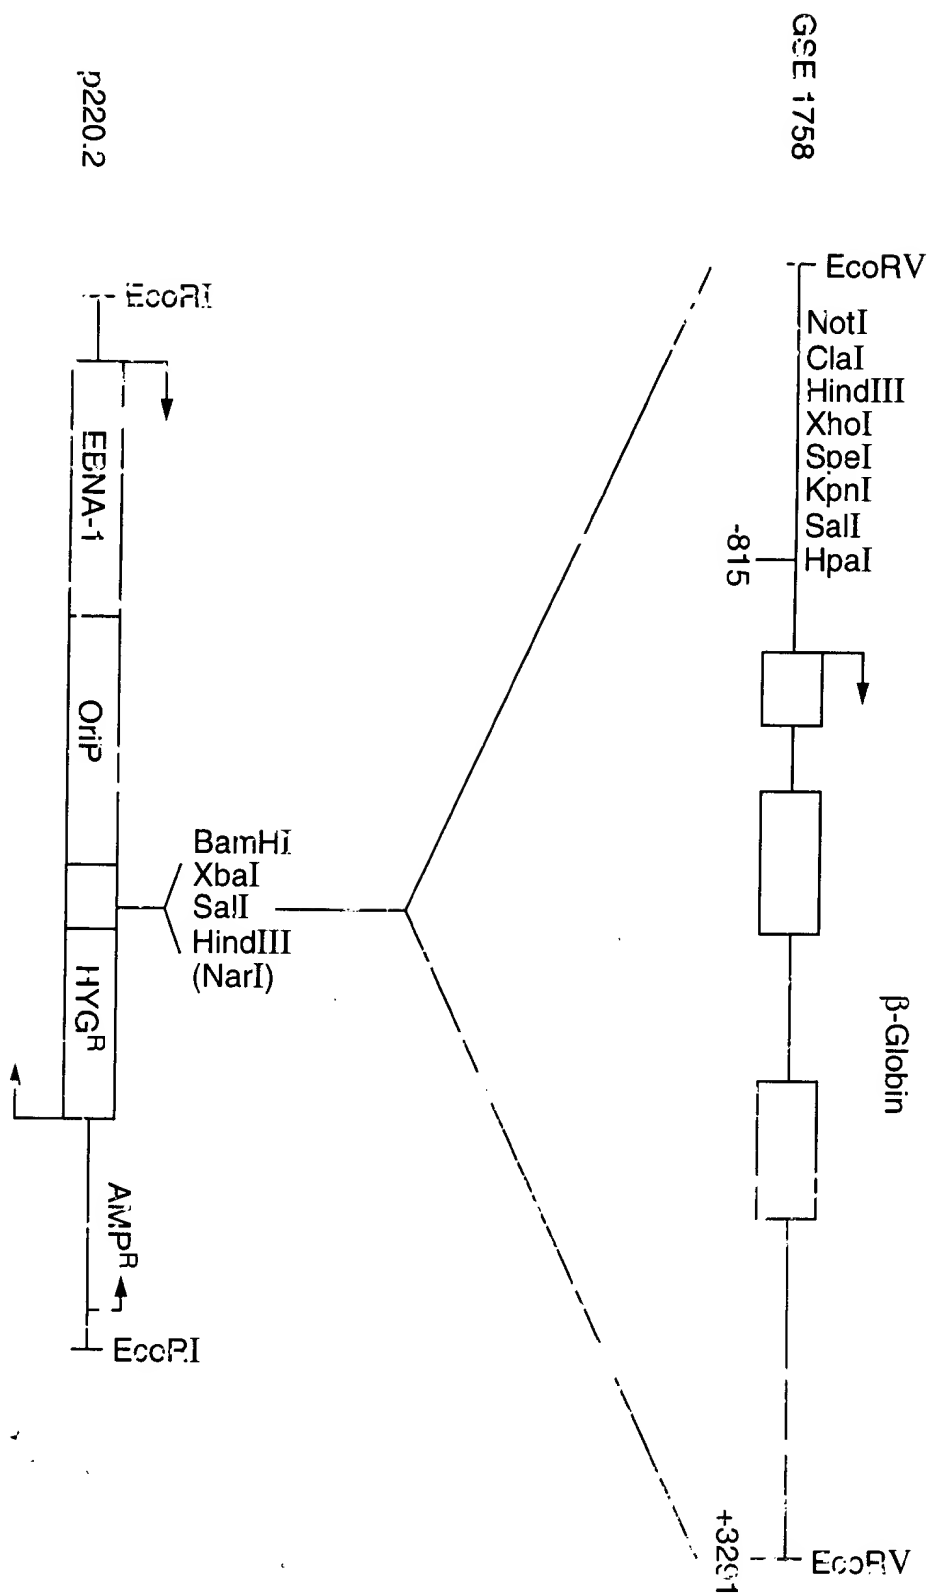 GSE 1758
EcoRV
NotI
ClaI
HindIII
XhoI
SpeI
KpnI
SalI
HpaI
-815
β-Globin
+3291
EcoRV
p220.2
EcoRI
EBNA-1
OriP
BamHI
XbaI
SalI
HindIII
(NarI)
HYGR
AMPR
EcoRI